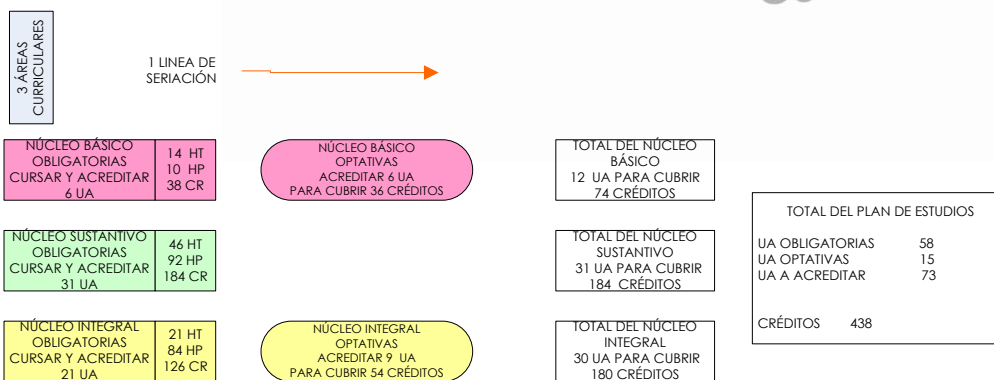 3 ÁREAS
CURRICULARES
1 LINEA DE
SERIACIÓN
NÚCLEO BÁSICO
OBLIGATORIAS
CURSAR Y ACREDITAR
6 UA
14 HT
10 HP
38 CR
NÚCLEO BÁSICO
OPTATIVAS
ACREDITAR 6 UA
PARA CUBRIR 36 CRÉDITOS
TOTAL DEL NÚCLEO
BÁSICO
12 UA PARA CUBRIR
74 CRÉDITOS
NÚCLEO SUSTANTIVO
OBLIGATORIAS
CURSAR Y ACREDITAR
31 UA
46 HT
92 HP
184 CR
TOTAL DEL NÚCLEO
SUSTANTIVO
31 UA PARA CUBRIR
184 CRÉDITOS
NÚCLEO INTEGRAL
OBLIGATORIAS
CURSAR Y ACREDITAR
21 UA
21 HT
84 HP
126 CR
NÚCLEO INTEGRAL
OPTATIVAS
ACREDITAR 9 UA
PARA CUBRIR 54 CRÉDITOS
TOTAL DEL NÚCLEO
INTEGRAL
30 UA PARA CUBRIR
180 CRÉDITOS
TOTAL DEL PLAN DE ESTUDIOS
UA OBLIGATORIAS 58
UA OPTATIVAS 15
UA A ACREDITAR 73
CRÉDITOS 438